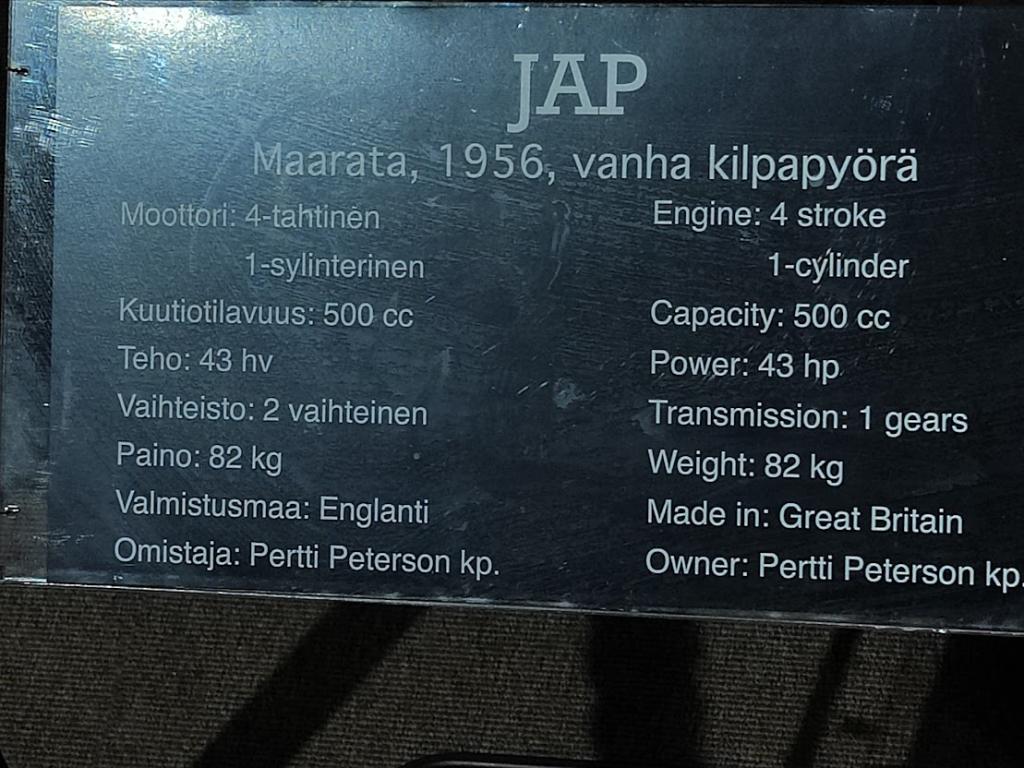 JAP
Maarata, 1956, vanha kilpapyörä
Moottori: 4-tahtinen
1-sylinterinen
Kuutiotilavuus: 500 cc
Teho: 43 hv
Vaihteisto: 2 vaihteinen
Paino: 82 kg
Valmistusmaa: Englanti
Omistaja: Pertti Peterson kp.
Engine: 4 stroke
1-cylinder
Capacity: 500 cc
Power: 43 hp
Transmission: 1 gears
Weight: 82 kg
Made in: Great Britain
Owner: Pertti Peterson kp.